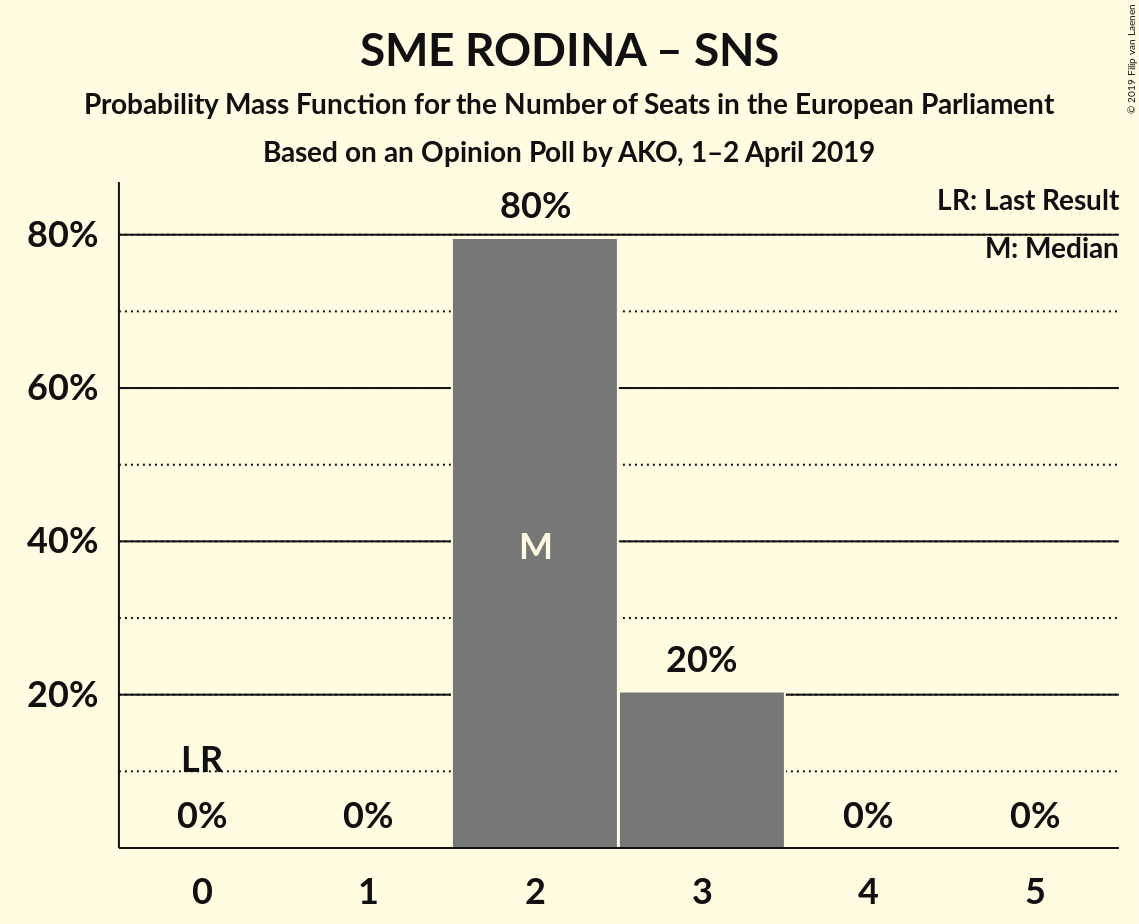 SME RODINA – SNS
Probability Mass Function for the Number of Seats in the European Parliament
Based on an Opinion Poll by AKO, 1–2 April 2019
© 2019 Filip van Laenen
LR: Last Result
M: Median
80%
60%
40%
20%
80%
M
20%
LR
0%
0%
0%
0%
0
1
2
3
4
5